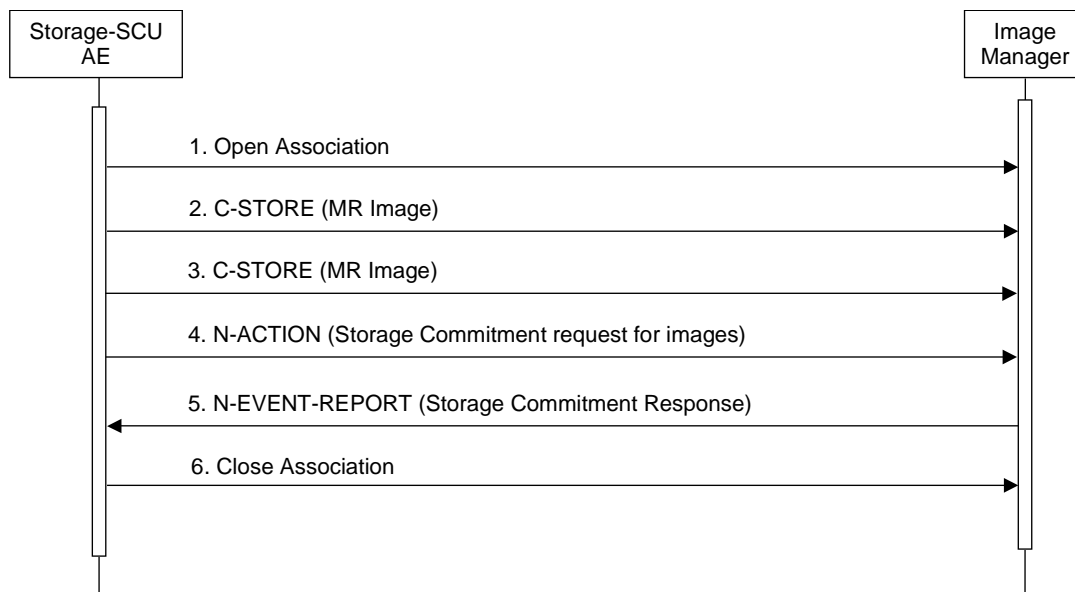 Storage-SCU
AE
Image
Manager
1. Open Association
2. C-STORE (MR Image)
3. C-STORE (MR Image)
4. N-ACTION (Storage Commitment request for images)
5. N-EVENT-REPORT (Storage Commitment Response)
6. Close Association